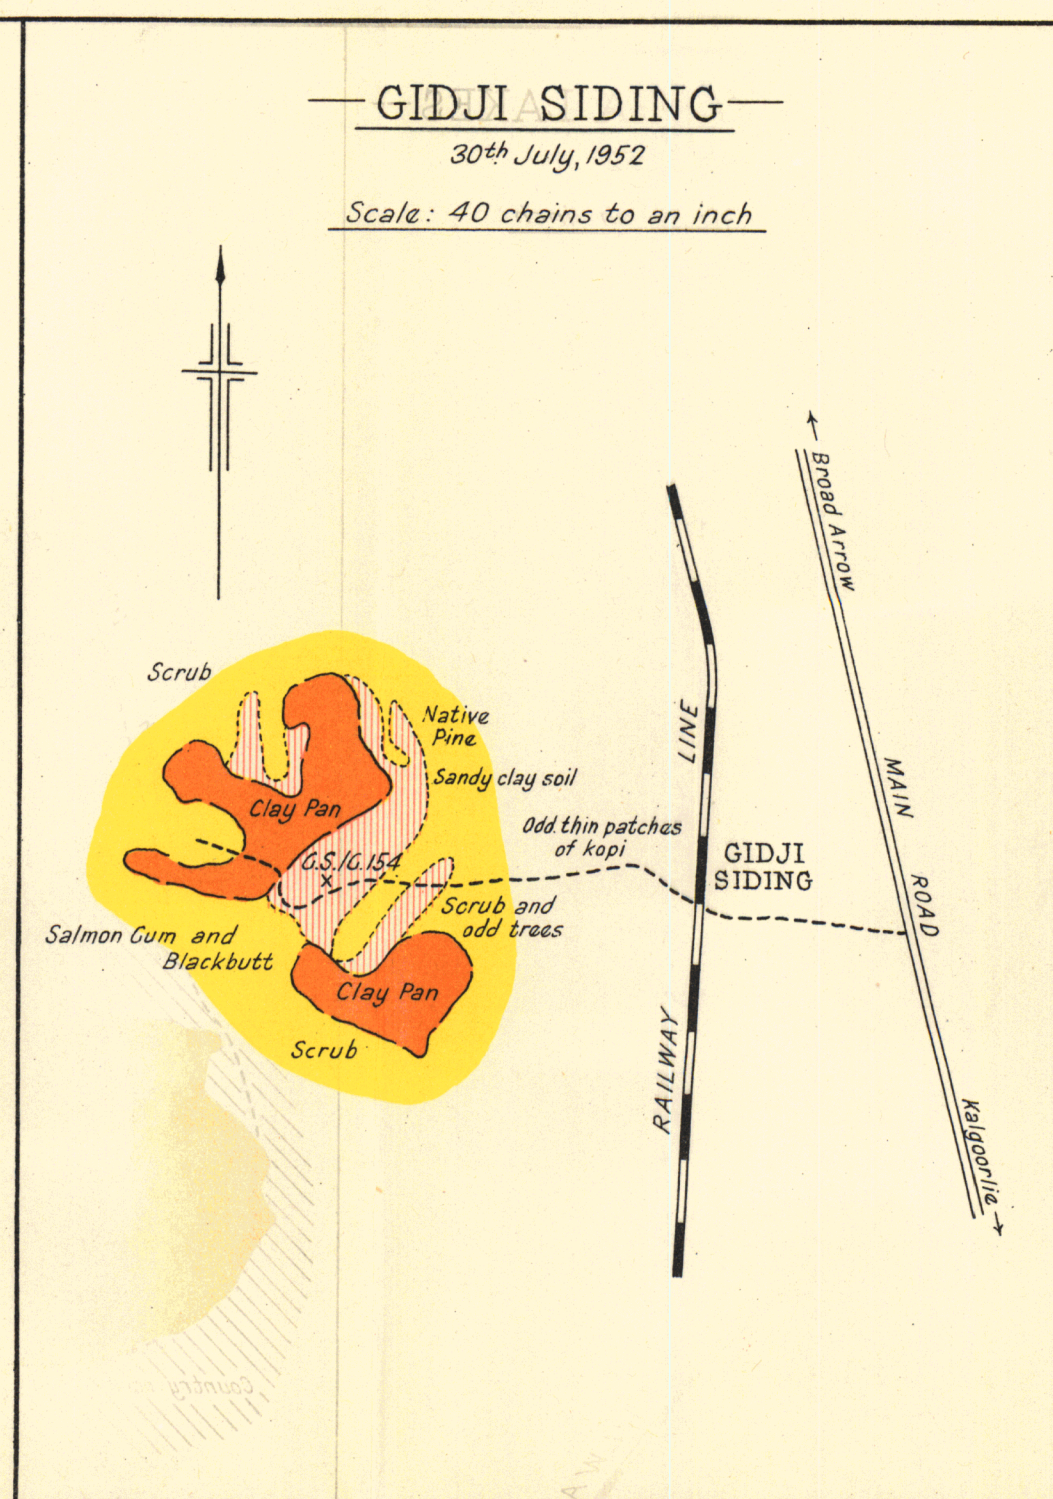 GIDJI SIDING
30th July, 1952
Scale: 40 chains to an inch
Broad Arrow
Scrub
Native
Pine
Sandy clay soil
LINE
MAIN
Clay Pan
Odd thin patches
of kopi
GIDJI
SIDING
G.S./G.154
x
ROAD
Scrub and
odd trees
Salmon Gum and
Blackbutt
Clay Pan
Scrub
RAILWAY
Kalgoorlie